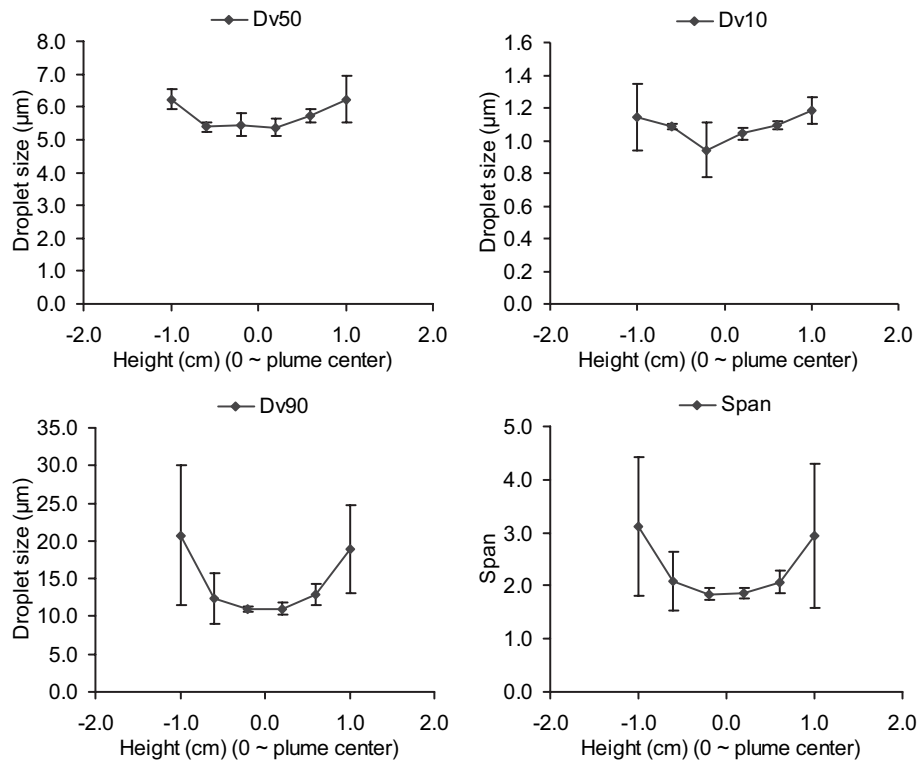 Dv50
8.0
7.0
6.0
5.0
4.0
3.0
2.0
1.0
0.0
Droplet size (µm)
-2.0 -1.0 0.0 1.0 2.0
Height (cm) (0 ~ plume center)
Dv10
1.6
1.4
1.2
1.0
0.8
0.6
0.4
0.2
0.0
Droplet size (µm)
-2.0 -1.0 0.0 1.0 2.0
Height (cm) (0 ~ plume center)
Dv90
35.0
30.0
25.0
20.0
15.0
10.0
5.0
0.0
Droplet size (µm)
-2.0 -1.0 0.0 1.0 2.0
Height (cm) (0 ~ plume center)
Span
5.0
4.0
3.0
2.0
1.0
0.0
Span
-2.0 -1.0 0.0 1.0 2.0
Height (cm) (0 ~ plume center)